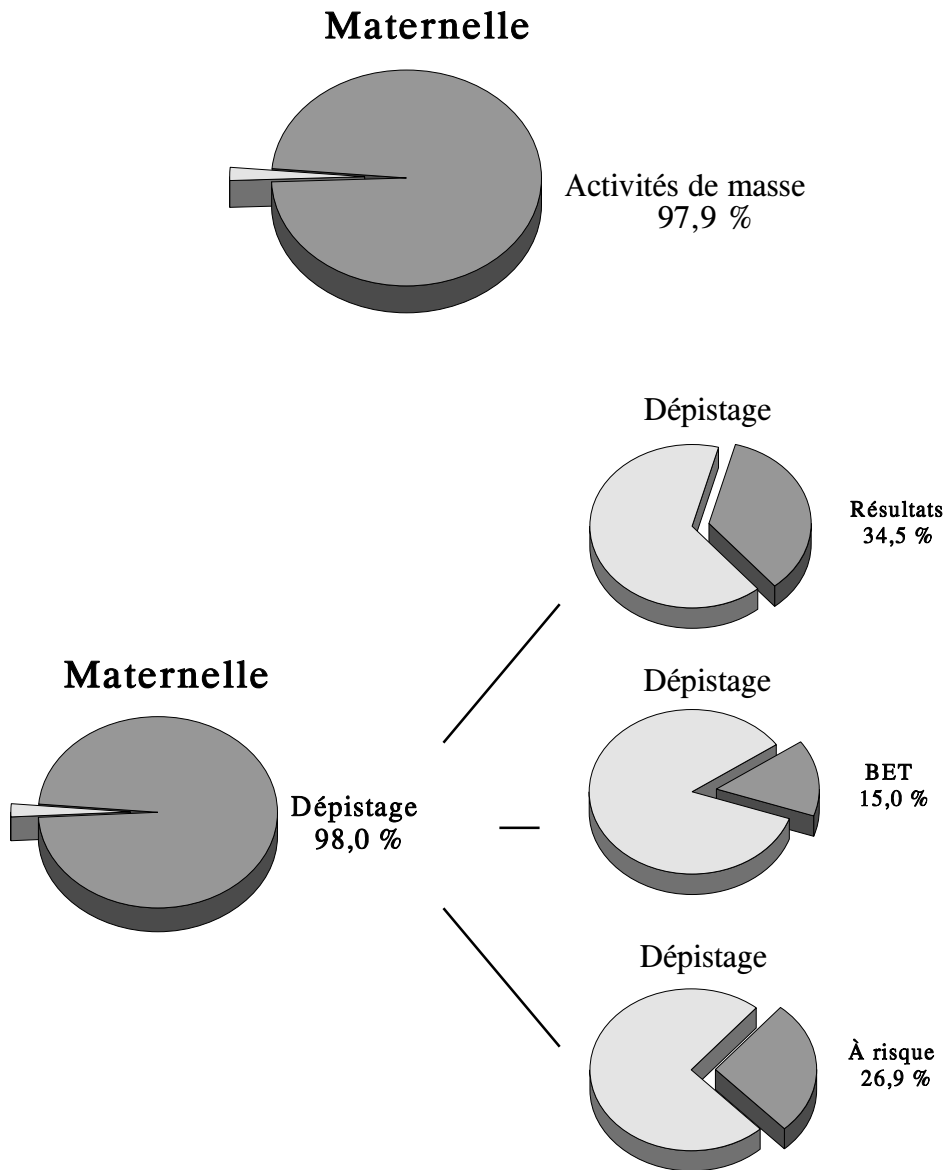 Maternelle
Activités de masse
97,9 %
Dépistage
Résultats
34,5 %
Maternelle
Dépistage
98,0 %
Dépistage
BET
15,0 %
Dépistage
À risque
26,9 %